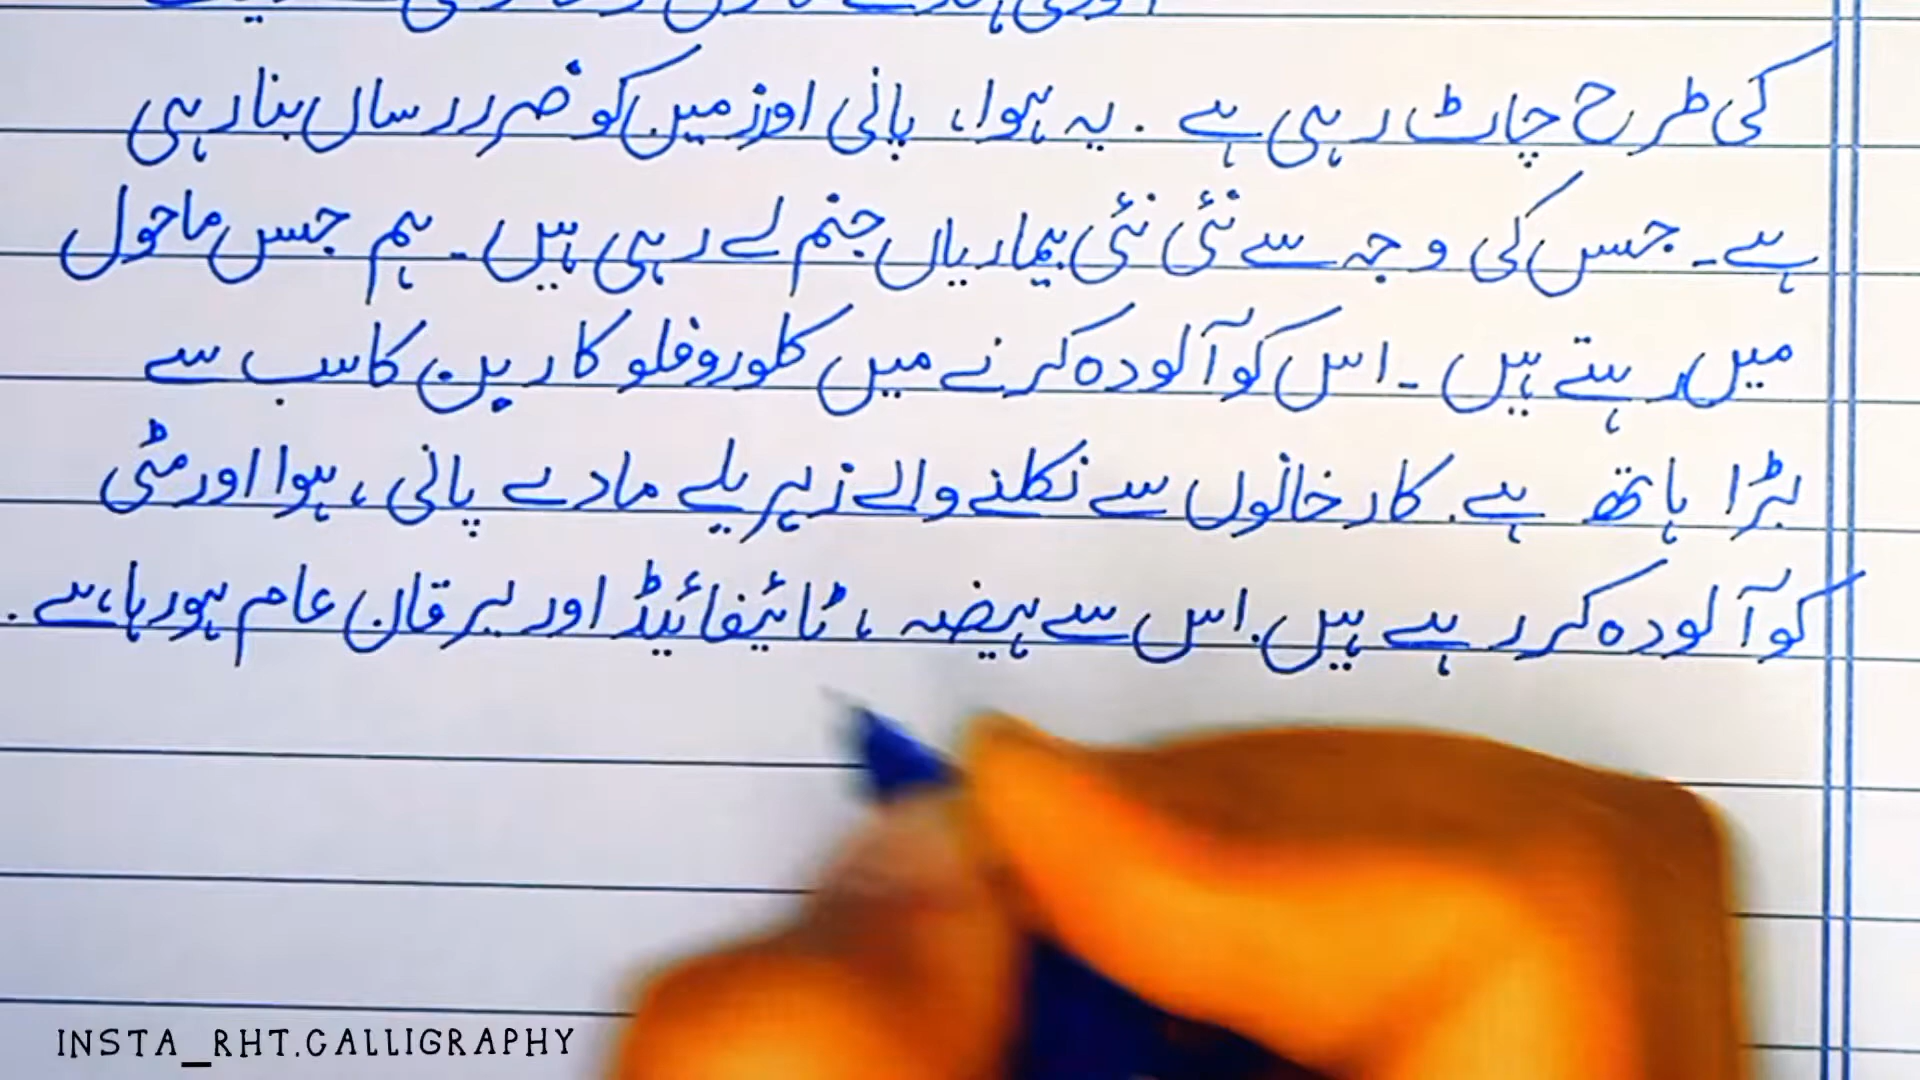 کی طرح چاٹ رہی ہے . یہ ہوا، پانی اور زمین کو ضرر رساں بنا رہی
ہے۔ جس کی وجہ سے نئی نئی بیماریاں جنم لے رہی ہیں۔ ہم جس ماحول
میں رہتے ہیں ۔ اس کو آلودہ کرنے میں کلورو فلو کاربن کا سب سے
بڑا ہاتھ ہے. کارخانوں سے نکلنے والے زہریلے مادے پانی ، ہوا اور مٹی
کو آلودہ کر رہے ہیں. اس سے ہیضہ ، ٹائیفائیڈ اور یرقان عام ہو رہا ہے .
INSTA_RHT.CALLIGRAPHY